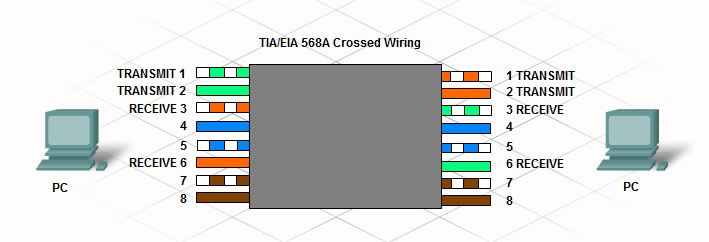 TIA/EIA 568A Crossed Wiring
TRANSMIT 1
TRANSMIT 2
RECEIVE 3
4
5
RECEIVE 6
7
8
PC
1 TRANSMIT
2 TRANSMIT
3 RECEIVE
4
5
6 RECEIVE
7
8
PC